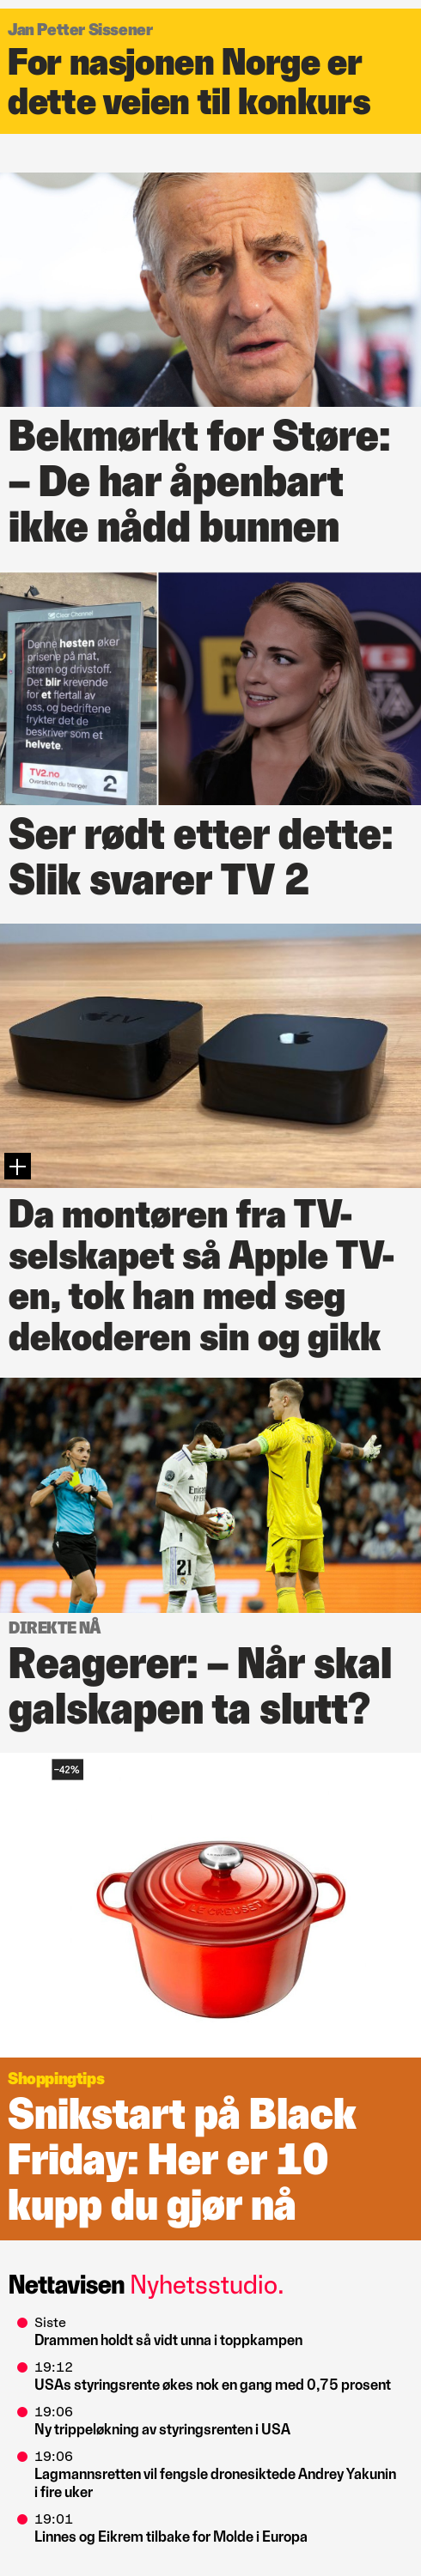 Jan Petter Sissener
For nasjonen Norge er
dette veien til konkurs
Bekmørkt for Støre:
– De har åpenbart
ikke nådd bunnen
Clear Channel
Denne høsten øker
prisene på mat,
strøm og drivstoff.
Det blir krevende
for et flertall av
oss, og bedriftene
frykter det de
beskriver som et
helvete.
TV2.no
Oversikten du trenger
2
Ser rødt etter dette:
Slik svarer TV 2
tv
Da montøren fra TV-
selskapet så Apple TV-
en, tok han med seg
dekoderen sin og gikk
1
21
DIREKTE NÅ
Reagerer: – Når skal
galskapen ta slutt?
–42%
LE CREUSET
Shoppingtips
Snikstart på Black
Friday: Her er 10
kupp du gjør nå
Nettavisen Nyhetsstudio.
Siste
Drammen holdt så vidt unna i toppkampen
19:12
USAs styringsrente økes nok en gang med 0,75 prosent
19:06
Ny trippeløkning av styringsrenten i USA
19:06
Lagmannsretten vil fengsle dronesiktede Andrey Yakunin
i fire uker
19:01
Linnes og Eikrem tilbake for Molde i Europa